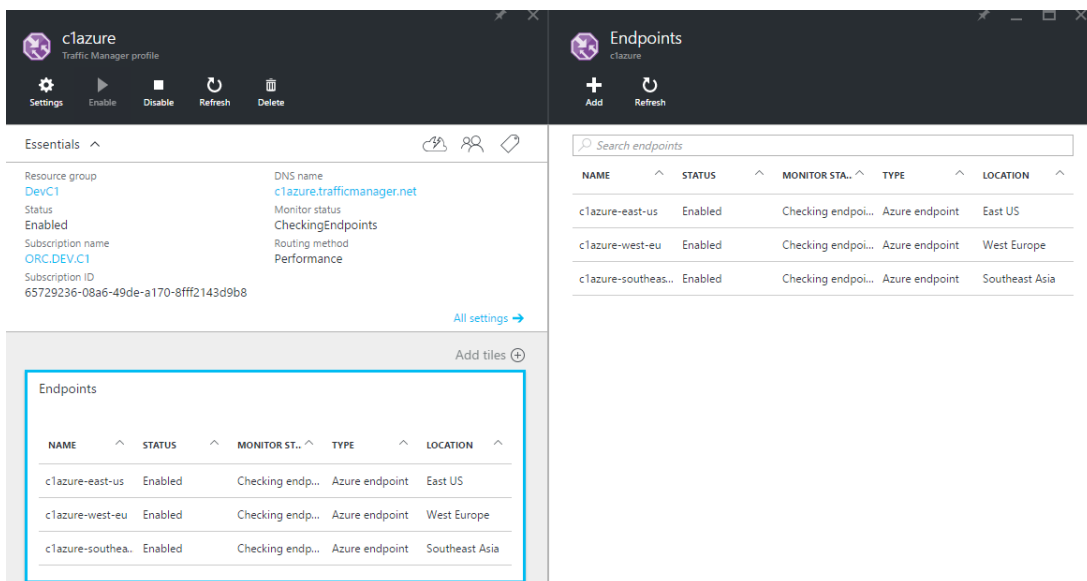 c1azure
Traffic Manager profile
Settings Enable Disable Refresh Delete
Essentials
Resource group
DevC1
Status
Enabled
Subscription name
ORC.DEV.C1
Subscription ID
65729236-08a6-49de-a170-8fff2143d9b8
DNS name
c1azure.trafficmanager.net
Monitor status
CheckingEndpoints
Routing method
Performance
All settings
Add tiles
Endpoints
NAME STATUS MONITOR ST.. TYPE LOCATION
c1azure-east-us Enabled Checking endp... Azure endpoint East US
c1azure-west-eu Enabled Checking endp... Azure endpoint West Europe
c1azure-southea.. Enabled Checking endp... Azure endpoint Southeast Asia
Endpoints
c1azure
Add Refresh
Search endpoints
NAME STATUS MONITOR STA.. TYPE LOCATION
c1azure-east-us Enabled Checking endpoi... Azure endpoint East US
c1azure-west-eu Enabled Checking endpoi... Azure endpoint West Europe
c1azure-southeas... Enabled Checking endpoi... Azure endpoint Southeast Asia